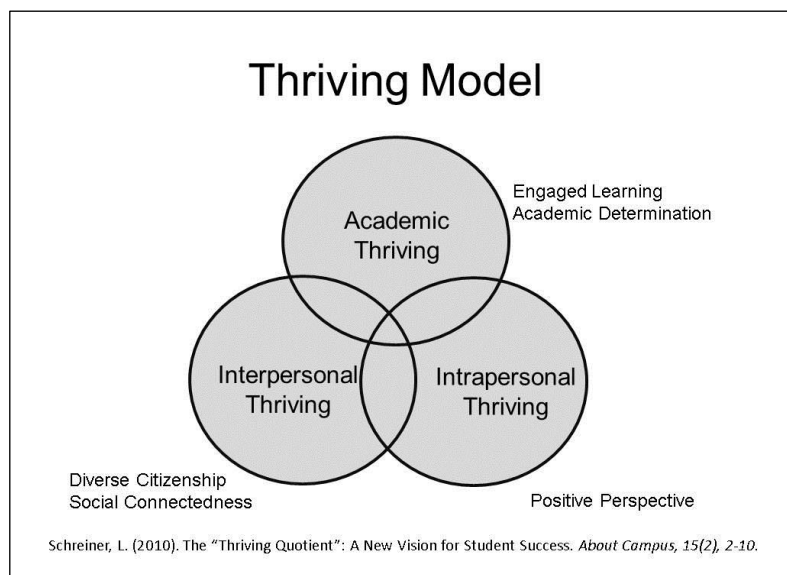 Thriving Model
Engaged Learning
Academic Determination
Academic
Thriving
Interpersonal
Thriving
Intrapersonal
Thriving
Diverse Citizenship
Social Connectedness
Positive Perspective
Schreiner, L. (2010). The “Thriving Quotient”: A New Vision for Student Success. About Campus, 15(2), 2-10.